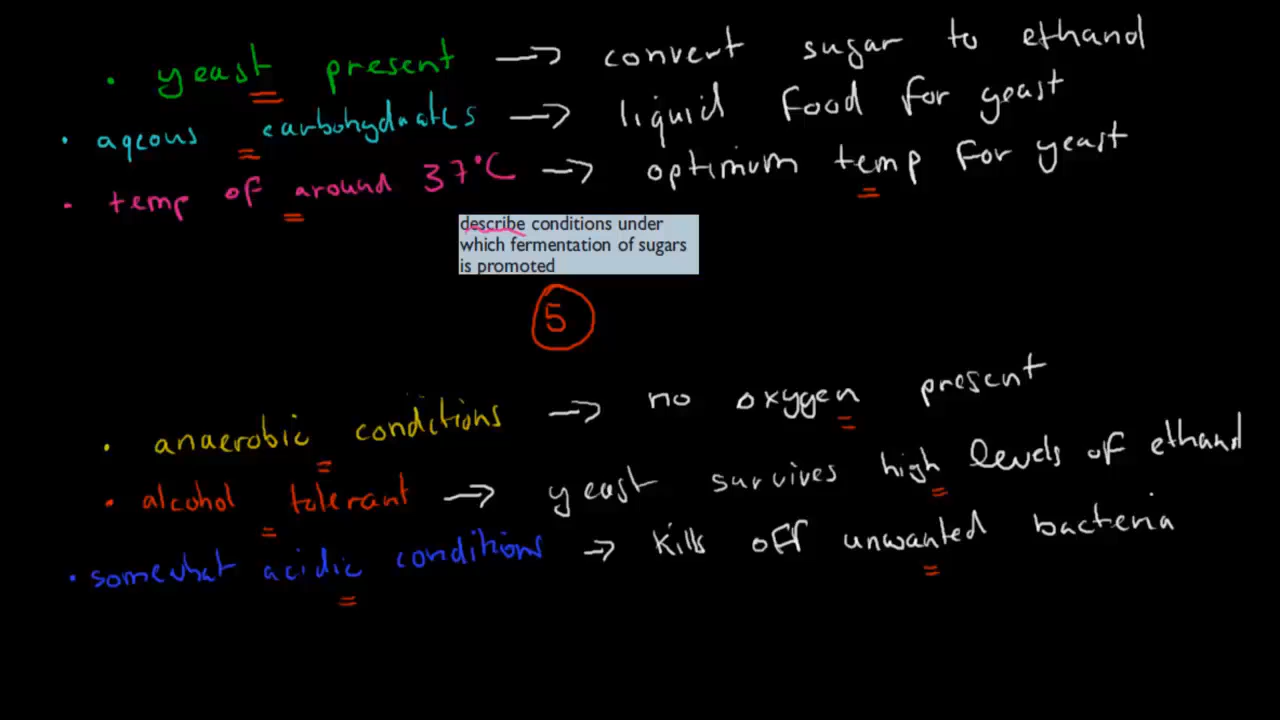 • yeast present → convert sugar to ethanol
• aqeous carbohydrates → liquid food for yeast
• temp of around 37°C → optimum temp for yeast
describe conditions under
which fermentation of sugars
is promoted
5
• anaerobic conditions → no oxygen present
• alcohol tolerant → yeast survives high levels of ethanol
• somewhat acidic conditions → kills off unwanted bacteria